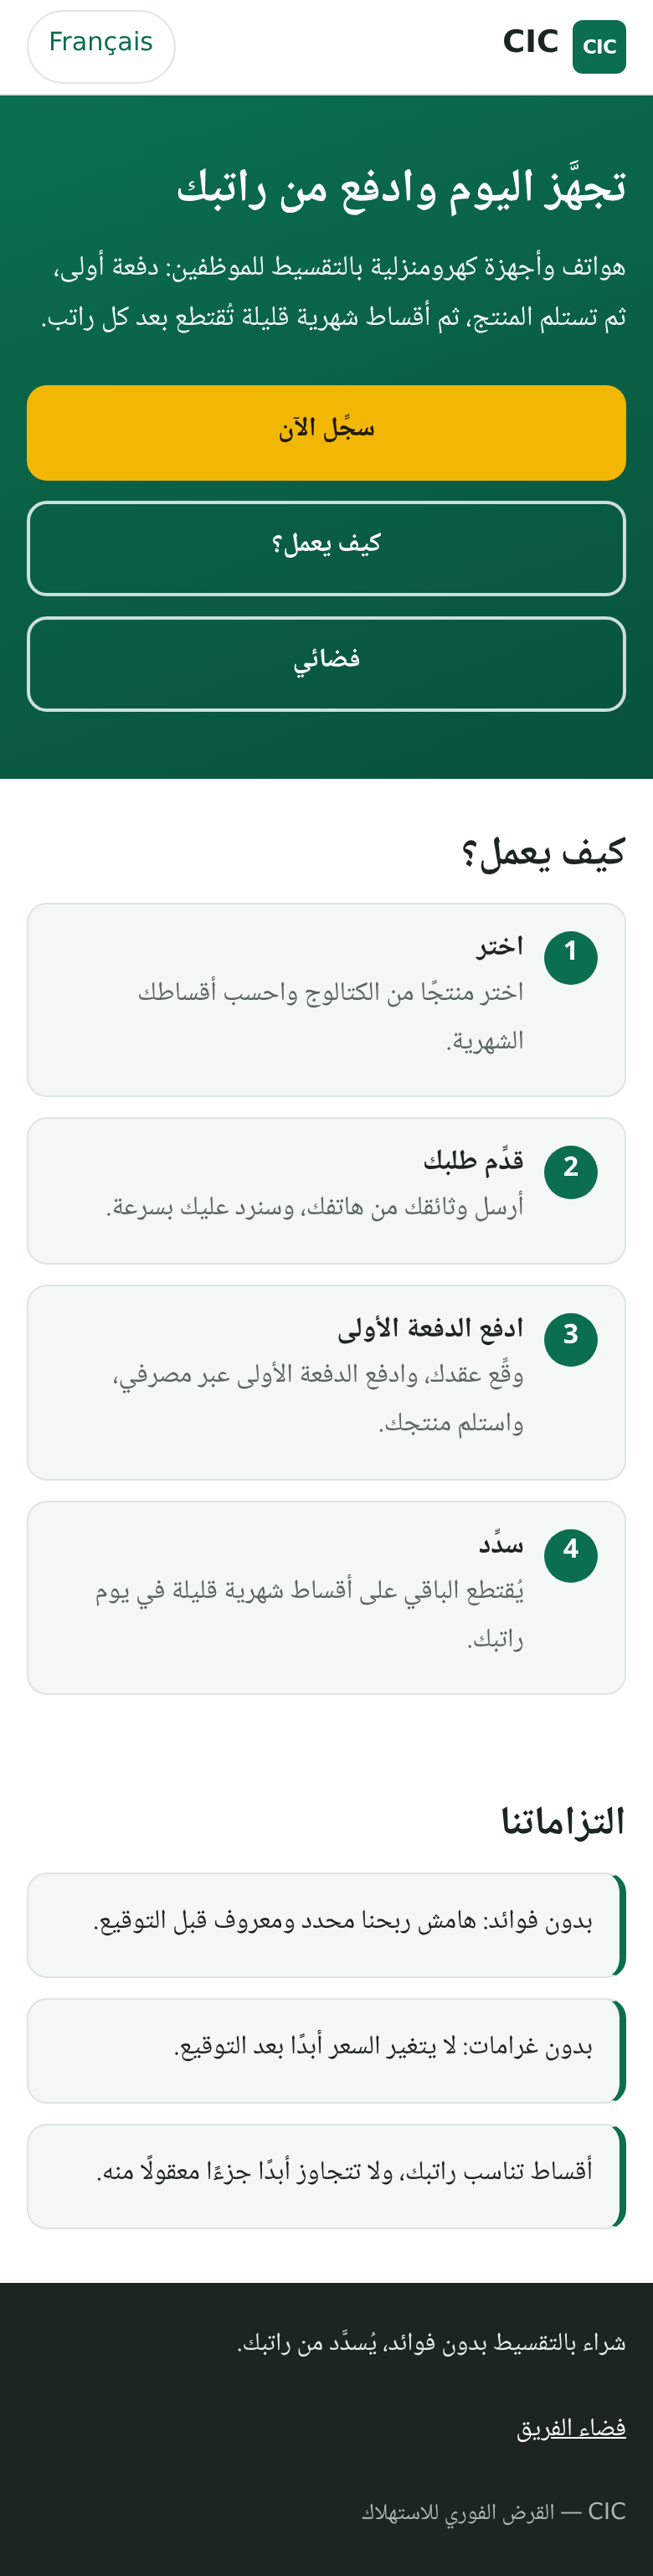 CIC CIC
Français
تجهَّز اليوم وادفع من راتبك
هواتف وأجهزة كهرومنزلية بالتقسيط للموظفين: دفعة أولى،
ثم تستلم المنتج، ثم أقساط شهرية قليلة تُقتطع بعد كل راتب.
سجِّل الآن
كيف يعمل؟
فضائي
كيف يعمل؟
1
اختر
اختر منتجًا من الكتالوج واحسب أقساطك
الشهرية.
2
قدِّم طلبك
أرسل وثائقك من هاتفك، وسنرد عليك بسرعة.
3
ادفع الدفعة الأولى
وقِّع عقدك، وادفع الدفعة الأولى عبر مصرفي،
واستلم منتجك.
4
سدِّد
يُقتطع الباقي على أقساط شهرية قليلة في يوم
راتبك.
التزاماتنا
بدون فوائد: هامش ربحنا محدد ومعروف قبل التوقيع.
بدون غرامات: لا يتغير السعر أبدًا بعد التوقيع.
أقساط تناسب راتبك، ولا تتجاوز أبدًا جزءًا معقولًا منه.
شراء بالتقسيط بدون فوائد، يُسدَّد من راتبك.
فضاء الفريق
CIC — القرض الفوري للاستهلاك